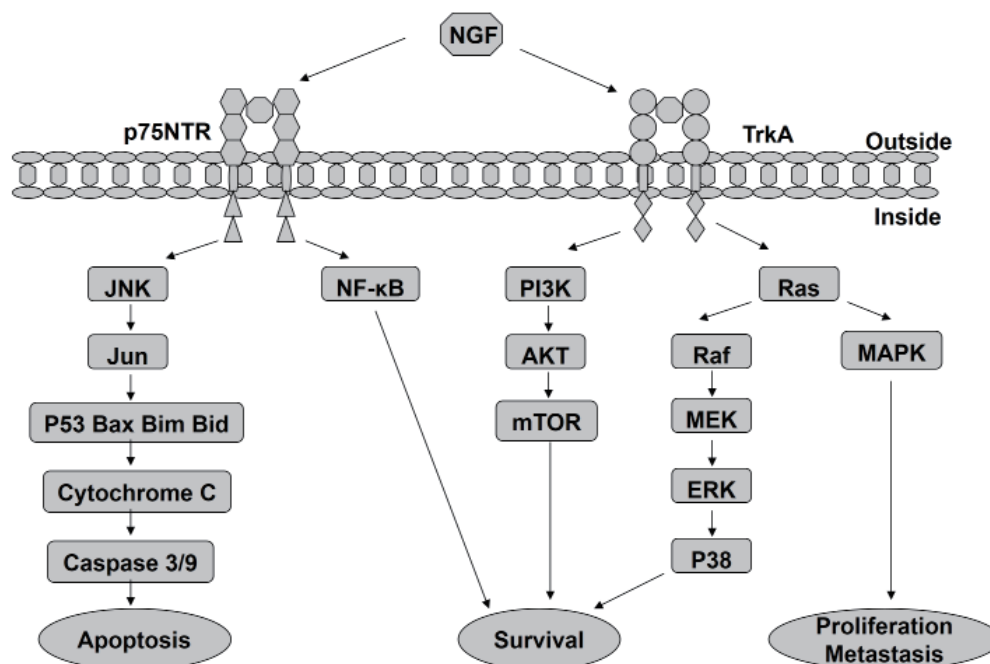 NGF
p75NTR
TrkA
Outside
Inside
JNK
NF-κB
PI3K
Ras
Jun
AKT
Raf
MAPK
P53 Bax Bim Bid
mTOR
MEK
Cytochrome C
ERK
Caspase 3/9
P38
Apoptosis
Survival
Proliferation
Metastasis